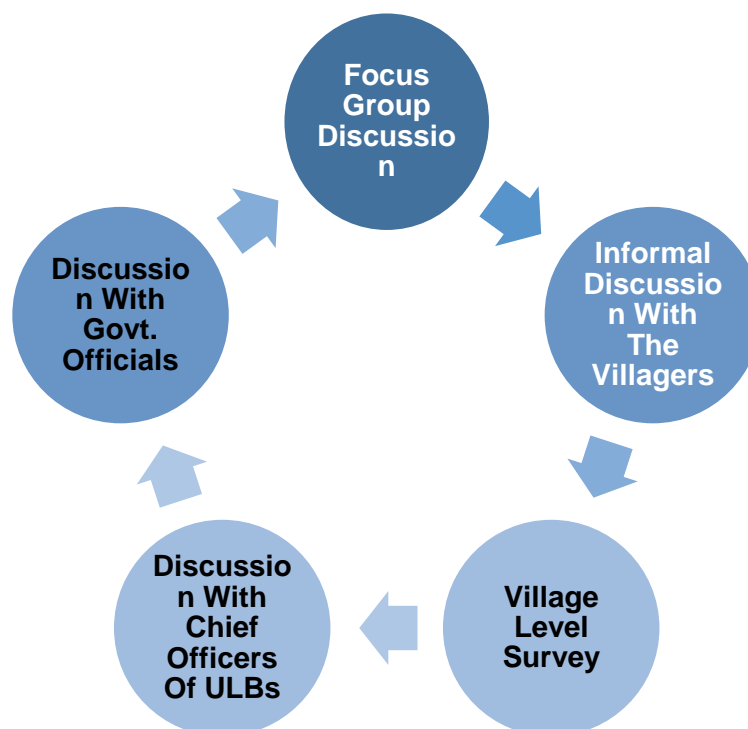 Focus
Group
Discussio
n
Informal
Discussio
n With
The
Villagers
Village
Level
Survey
Discussio
n With
Chief
Officers
Of ULBs
Discussio
n With
Govt.
Officials